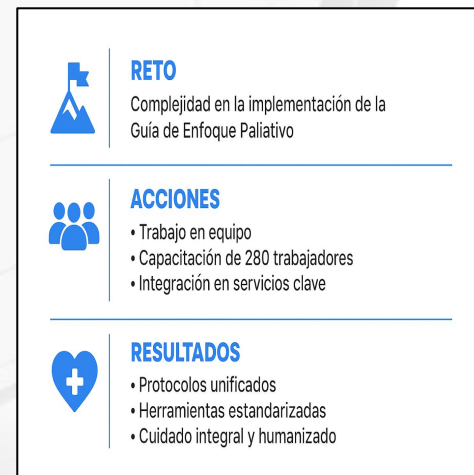 RETO
Complejidad en la implementación de la
Guía de Enfoque Paliativo
ACCIONES
• Trabajo en equipo
• Capacitación de 280 trabajadores
• Integración en servicios clave
RESULTADOS
• Protocolos unificados
• Herramientas estandarizadas
• Cuidado integral y humanizado